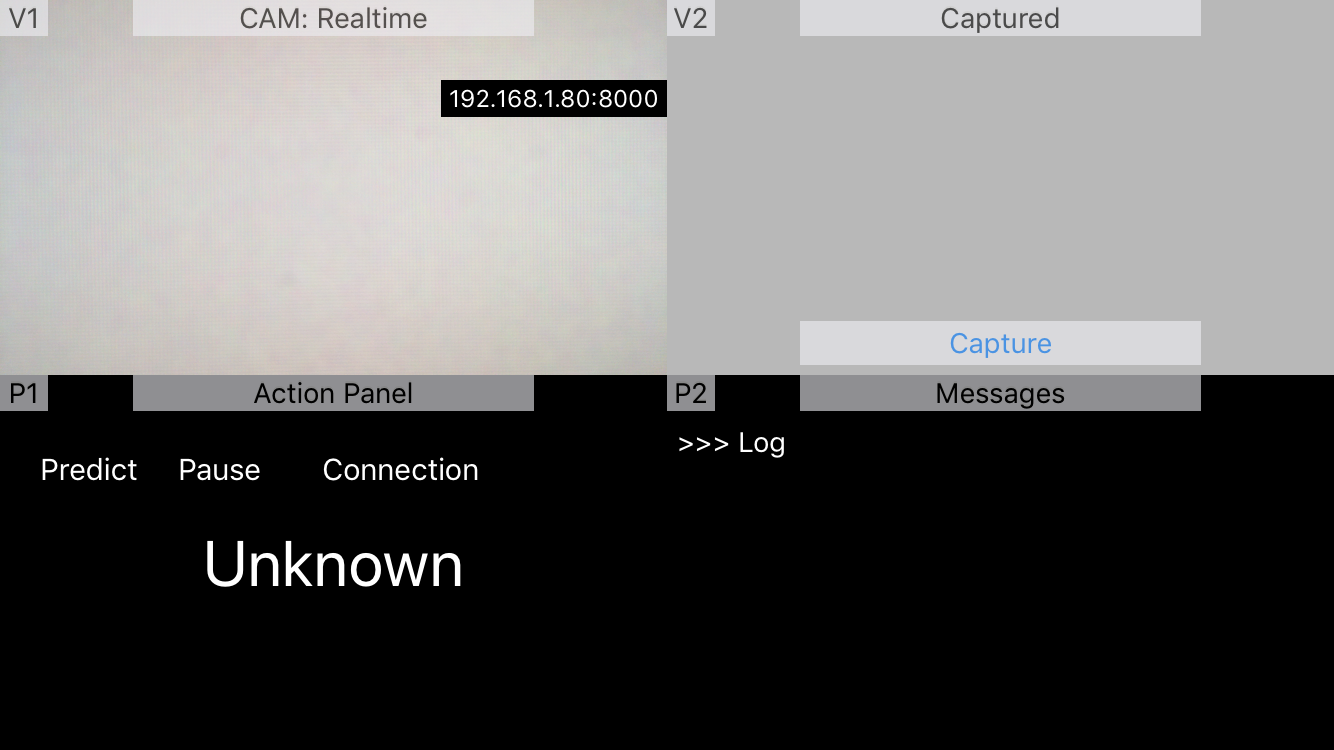 V1
CAM: Realtime
192.168.1.80:8000
V2
Captured
Capture
P1
Action Panel
Predict Pause Connection
Unknown
P2
Messages
>>> Log